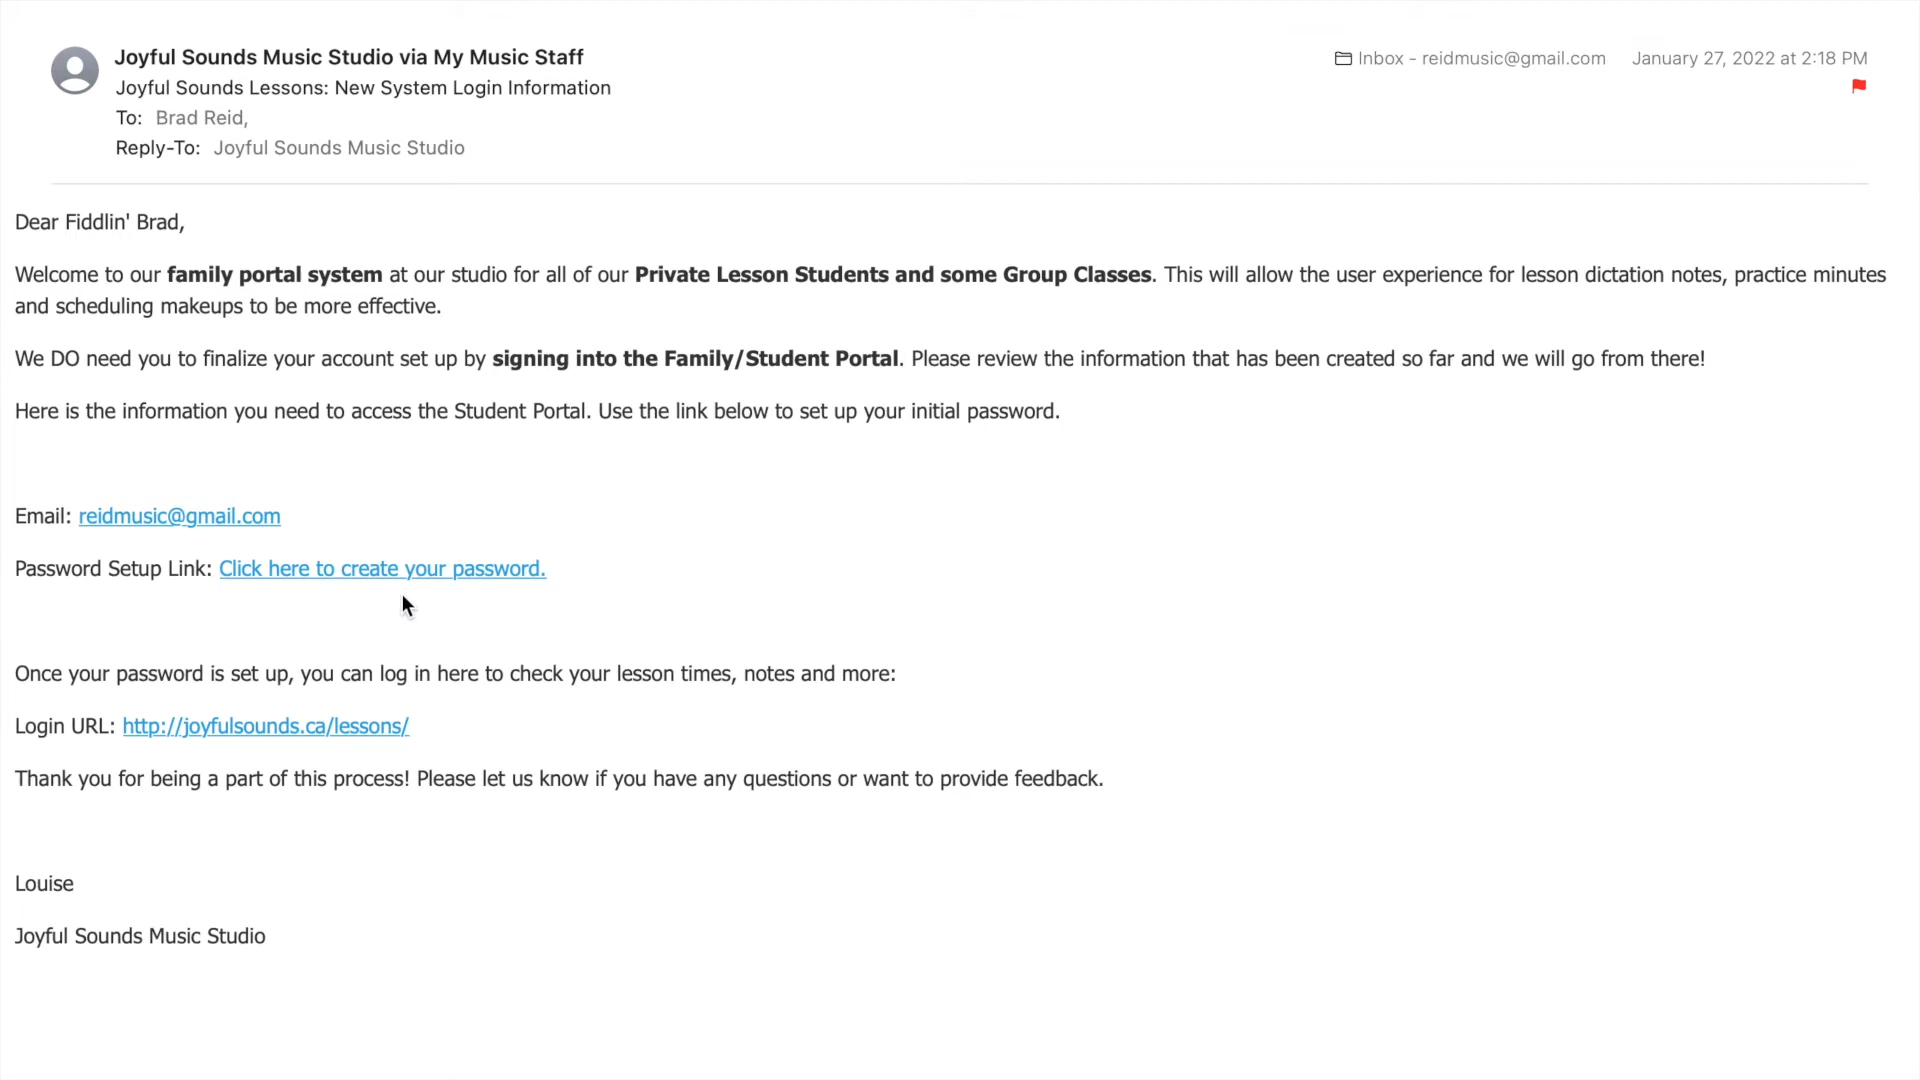 Joyful Sounds Music Studio via My Music Staff
Inbox - reidmusic@gmail.com January 27, 2022 at 2:18 PM
Joyful Sounds Lessons: New System Login Information
To: Brad Reid,
Reply-To: Joyful Sounds Music Studio
Dear Fiddlin' Brad,
Welcome to our family portal system at our studio for all of our Private Lesson Students and some Group Classes. This will allow the user experience for lesson dictation notes, practice minutes
and scheduling makeups to be more effective.
We DO need you to finalize your account set up by signing into the Family/Student Portal. Please review the information that has been created so far and we will go from there!
Here is the information you need to access the Student Portal. Use the link below to set up your initial password.
Email: reidmusic@gmail.com
Password Setup Link: Click here to create your password.
Once your password is set up, you can log in here to check your lesson times, notes and more:
Login URL: http://joyfulsounds.ca/lessons/
Thank you for being a part of this process! Please let us know if you have any questions or want to provide feedback.
Louise
Joyful Sounds Music Studio